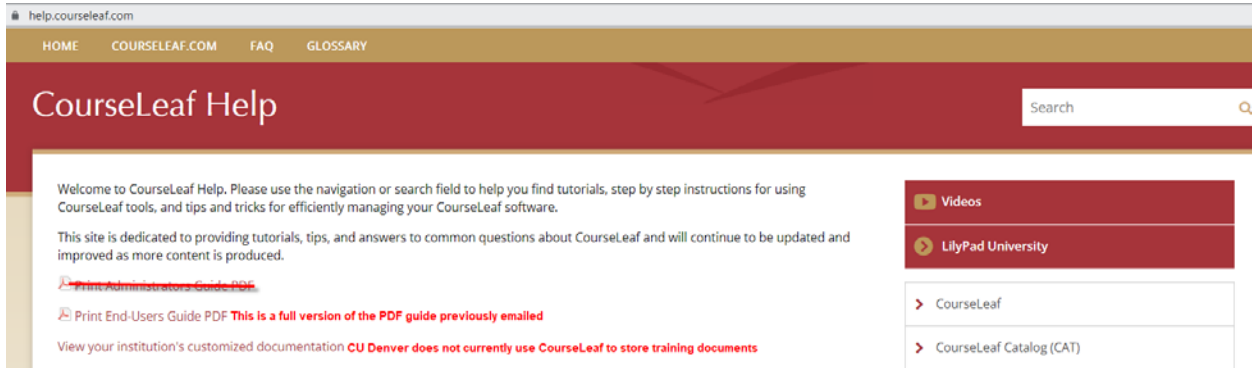 help.courseleaf.com
HOME COURSELEAF.COM FAQ GLOSSARY
CourseLeaf Help
Search
Welcome to CourseLeaf Help. Please use the navigation or search field to help you find tutorials, step by step instructions for using
CourseLeaf tools, and tips and tricks for efficiently managing your CourseLeaf software.
This site is dedicated to providing tutorials, tips, and answers to common questions about CourseLeaf and will continue to be updated and
improved as more content is produced.
Print Administrators Guide PDF
Print End-Users Guide PDF This is a full version of the PDF guide previously emailed
View your institution's customized documentation CU Denver does not currently use CourseLeaf to store training documents
Videos
LilyPad University
CourseLeaf
CourseLeaf Catalog (CAT)